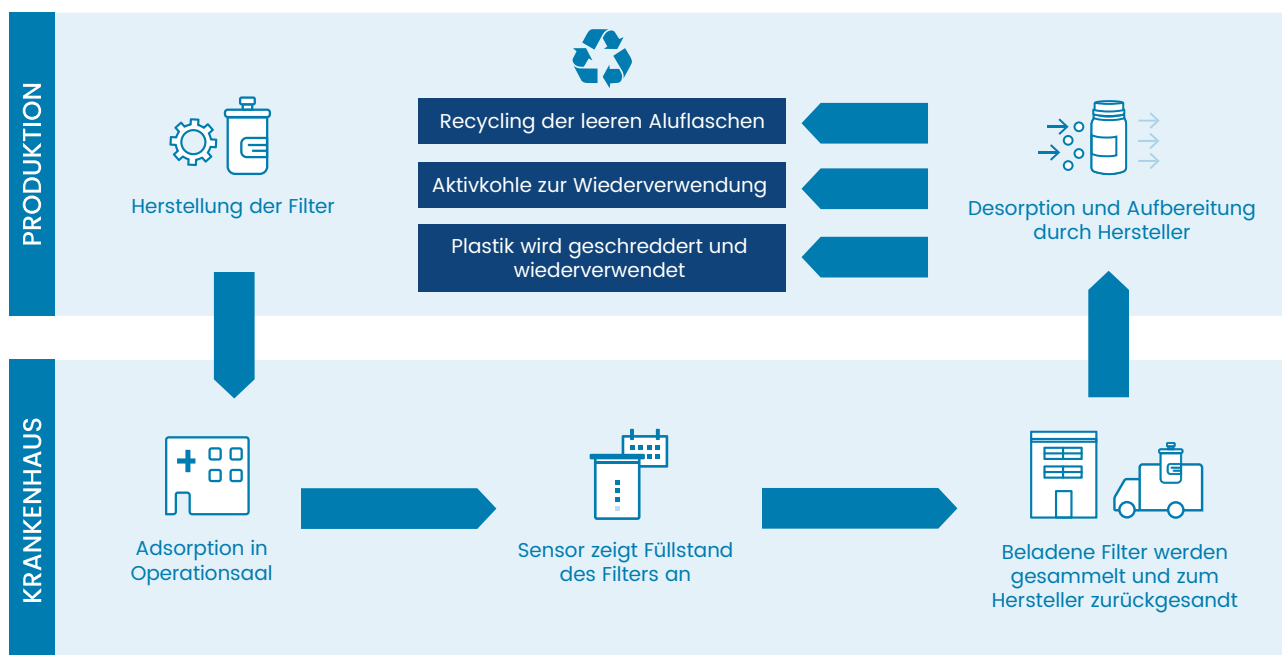 PRODUKTION
Herstellung der Filter
Recycling der leeren Aluflaschen
Aktivkohle zur Wiederverwendung
Plastik wird geschreddert und
wiederverwendet
Desorption und Aufbereitung
durch Hersteller
KRANKENHAUS
Adsorption in
Operationsaal
Sensor zeigt Füllstand
des Filters an
Beladene Filter werden
gesammelt und zum
Hersteller zurückgesandt